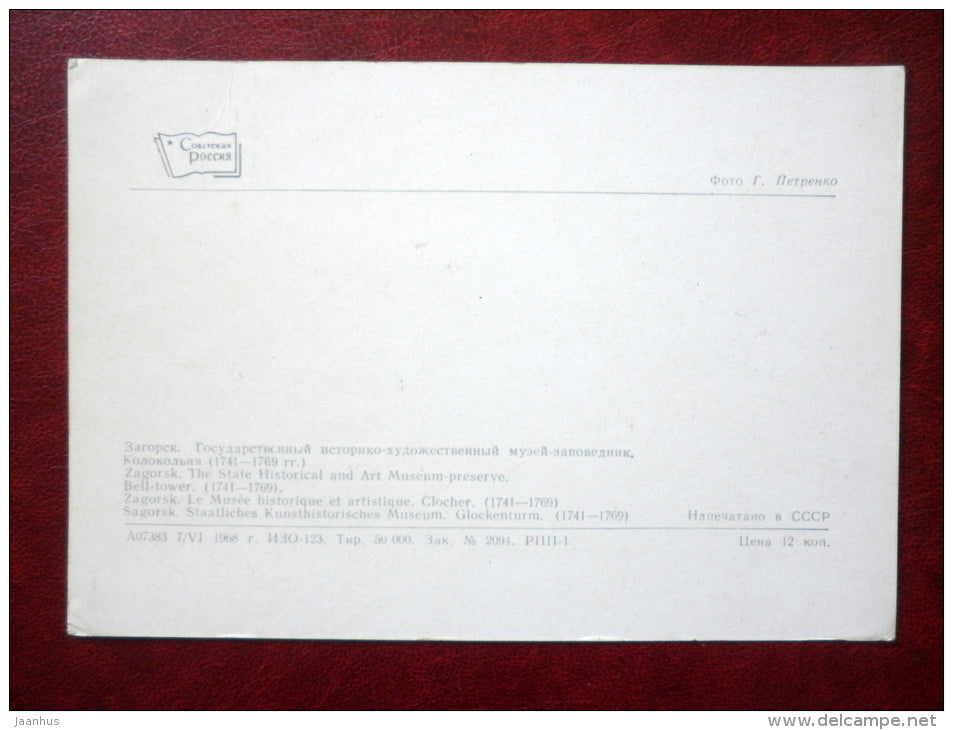 Советская
Россия
Фото Г. Петренко
Загорск. Государственный историко-художественный музей-заповедник.
Колокольня (1741—1769 гг.)
Zagorsk. The State Historical and Art Museum-preserve.
Bell-tower. (1741—1769).
Zagorsk. Le Musée historique et artistique. Clocher. (1741—1769)
Sagorsk. Staatliches Kunsthistorisches Museum. Glockenturm. (1741—1769)
Напечатано в СССР
А07383 7/VI 1968 г. ИЗО-123. Тир. 50 000. Зак. № 2094. РПП-1
Цена 12 коп.
jaanhus
www.delcampe.net